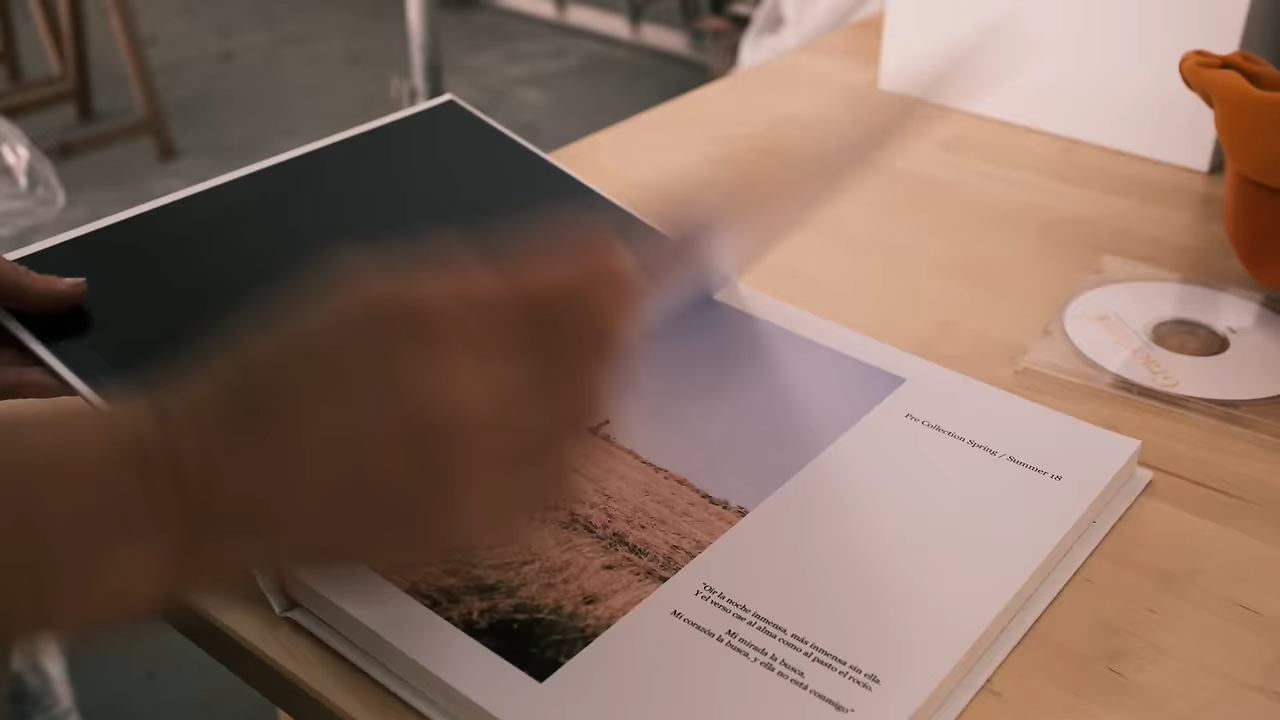 Pre Collection Spring / Summer 18
"Oir la noche inmensa, más inmensa sin ella.
Y el verso cae al alma como al pasto el rocío.
Mi mirada la busca,
Mi corazón la busca, y ella no está conmigo"